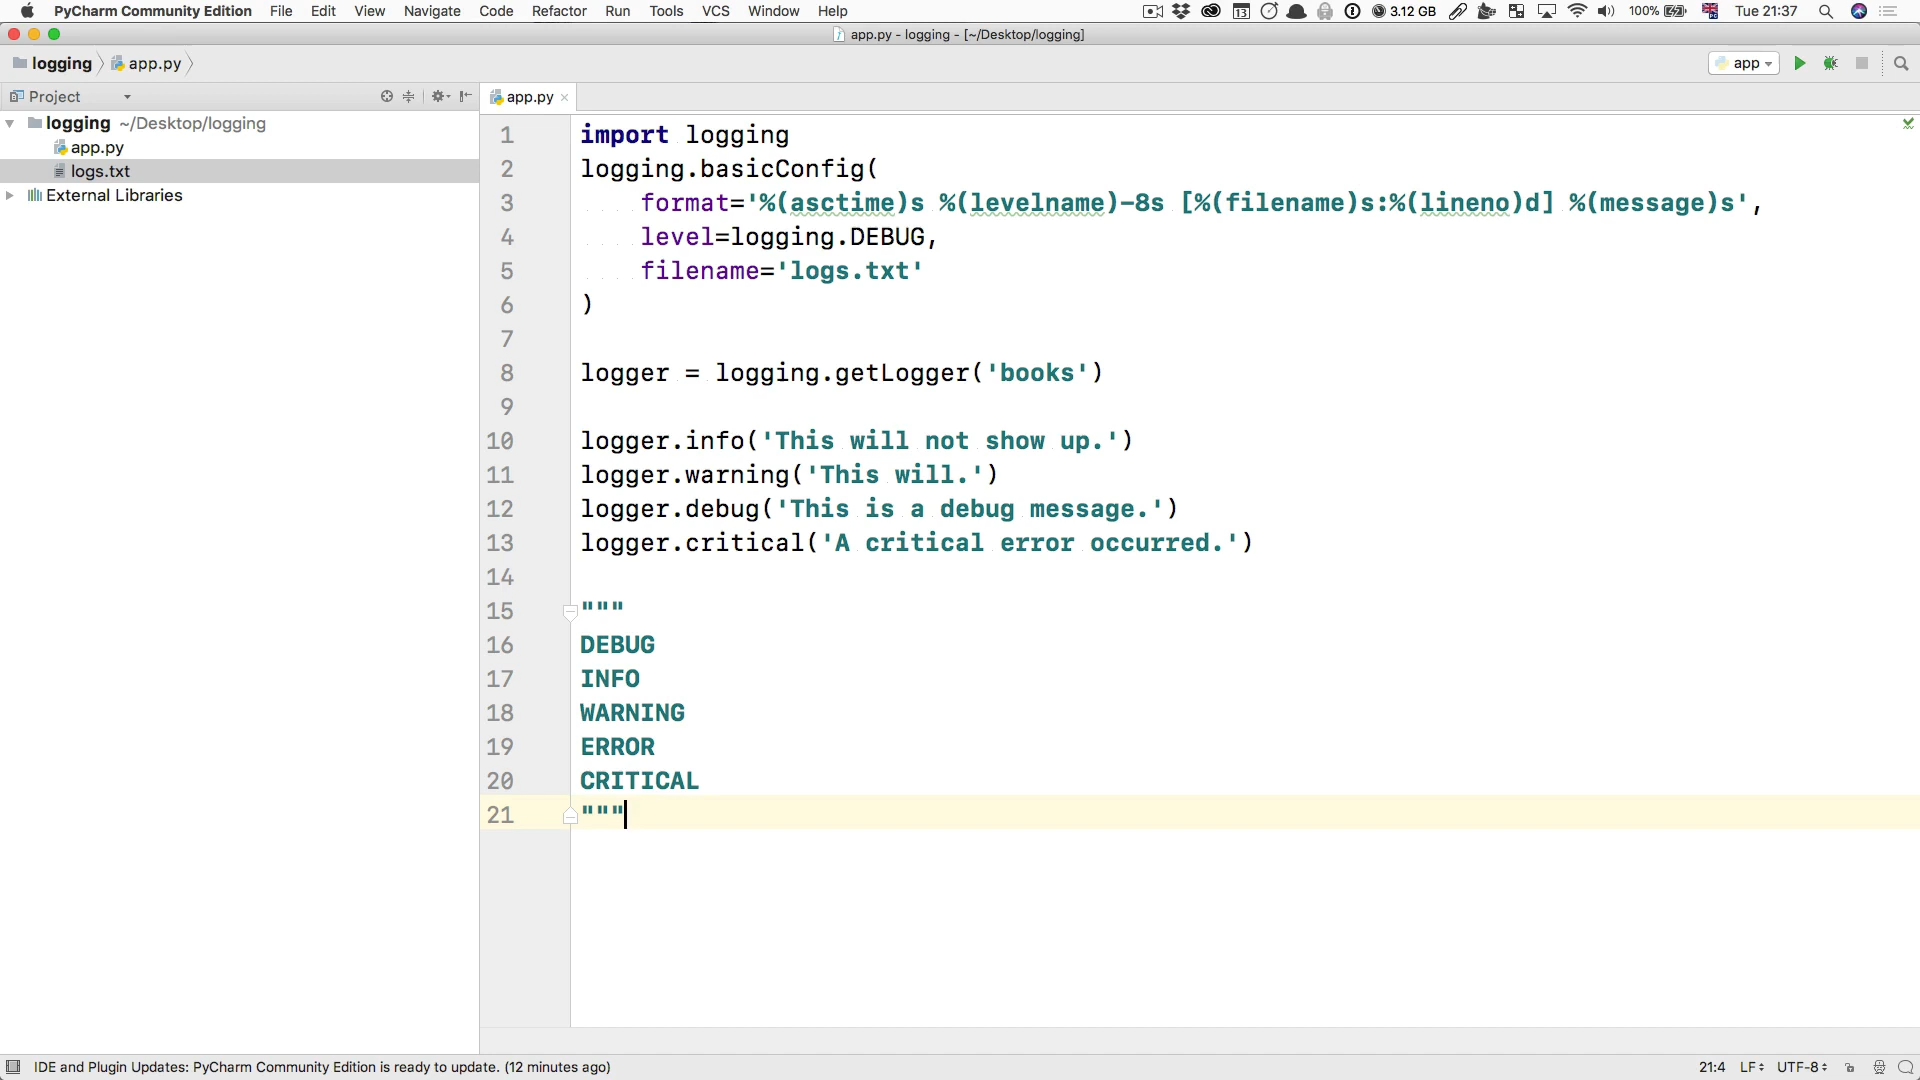 PyCharm Community Edition File Edit View Navigate Code Refactor Run Tools VCS Window Help 13 3.12 GB 100% Tue 21:37
app.py - logging - [~/Desktop/logging]
logging app.py app
Project app.py
logging ~/Desktop/logging
app.py
logs.txt
External Libraries
1 import logging
2 logging.basicConfig(
3 format='%(asctime)s %(levelname)-8s [%(filename)s:%(lineno)d] %(message)s',
4 level=logging.DEBUG,
5 filename='logs.txt'
6 )
7
8 logger = logging.getLogger('books')
9
10 logger.info('This will not show up.')
11 logger.warning('This will.')
12 logger.debug('This is a debug message.')
13 logger.critical('A critical error occurred.')
14
15 """
16 DEBUG
17 INFO
18 WARNING
19 ERROR
20 CRITICAL
21 """
IDE and Plugin Updates: PyCharm Community Edition is ready to update. (12 minutes ago) 21:4 LF UTF-8